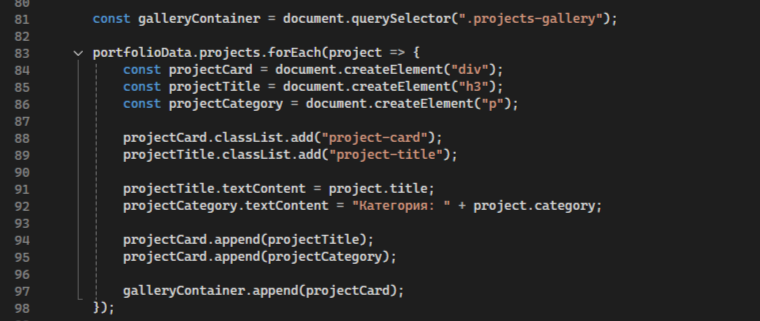 80
81 const galleryContainer = document.querySelector(".projects-gallery");
82
83 portfolioData.projects.forEach(project => {
84 const projectCard = document.createElement("div");
85 const projectTitle = document.createElement("h3");
86 const projectCategory = document.createElement("p");
87
88 projectCard.classList.add("project-card");
89 projectTitle.classList.add("project-title");
90
91 projectTitle.textContent = project.title;
92 projectCategory.textContent = "Категория: " + project.category;
93
94 projectCard.append(projectTitle);
95 projectCard.append(projectCategory);
96
97 galleryContainer.append(projectCard);
98 });